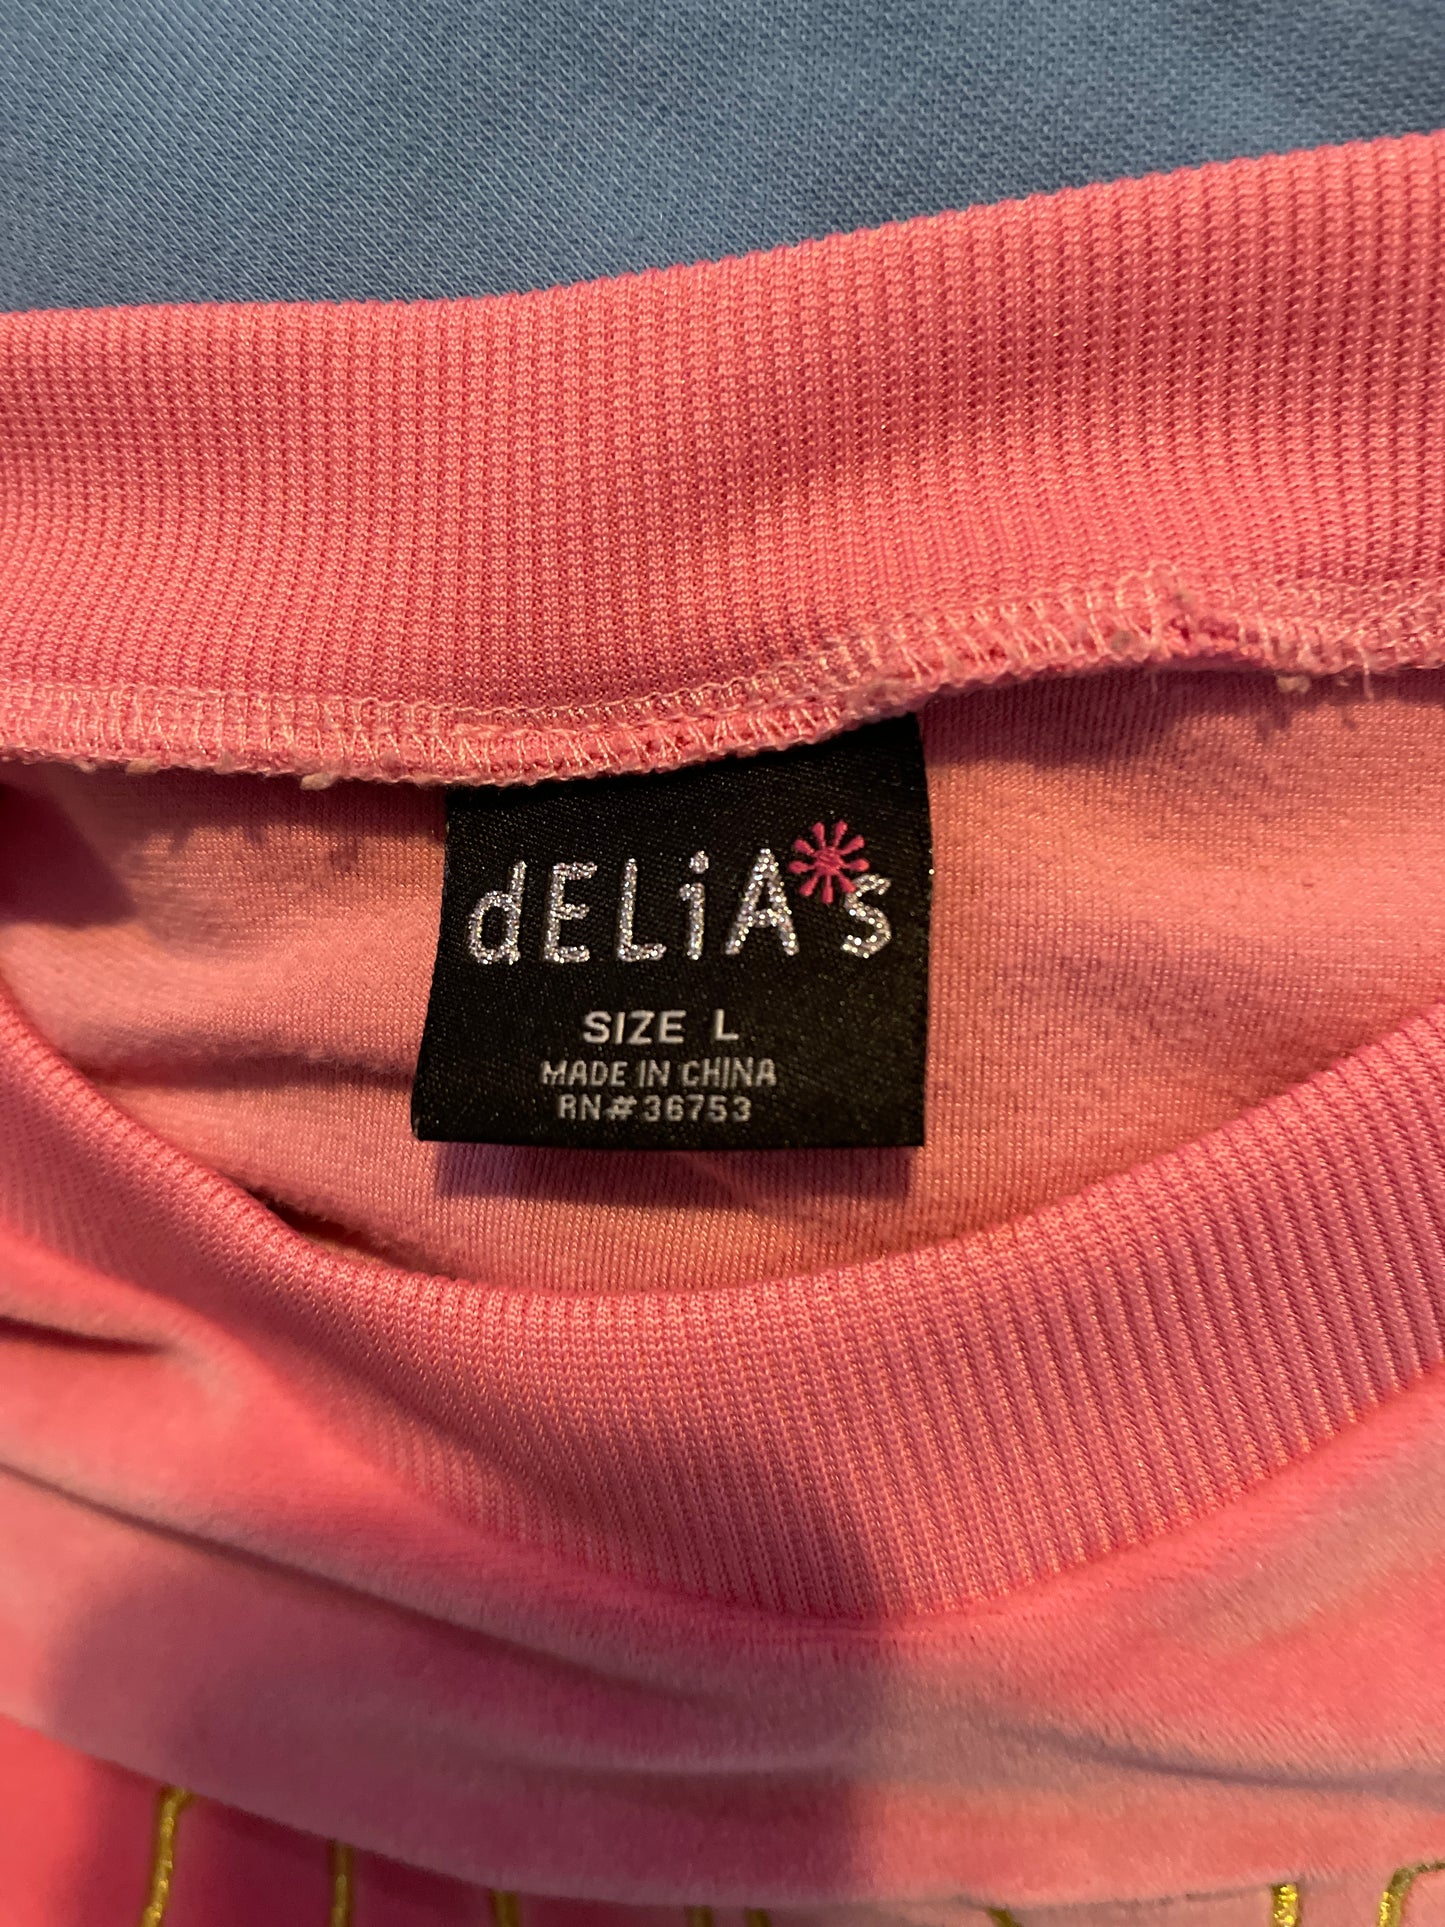 dELiA*s
SIZE L
MADE IN CHINA
RN#36753